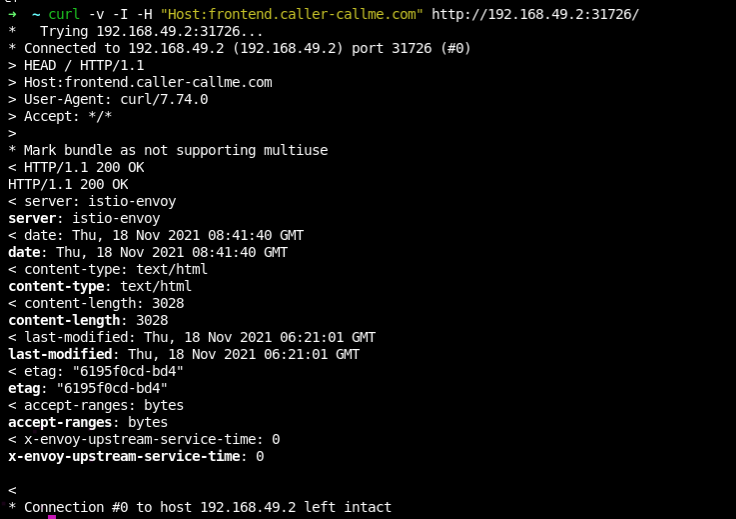 ➜  ~ curl -v -I -H "Host:frontend.caller-callme.com" http://192.168.49.2:31726/
*   Trying 192.168.49.2:31726...
* Connected to 192.168.49.2 (192.168.49.2) port 31726 (#0)
> HEAD / HTTP/1.1
> Host:frontend.caller-callme.com
> User-Agent: curl/7.74.0
> Accept: */*
>
* Mark bundle as not supporting multiuse
< HTTP/1.1 200 OK
HTTP/1.1 200 OK
< server: istio-envoy
server: istio-envoy
< date: Thu, 18 Nov 2021 08:41:40 GMT
date: Thu, 18 Nov 2021 08:41:40 GMT
< content-type: text/html
content-type: text/html
< content-length: 3028
content-length: 3028
< last-modified: Thu, 18 Nov 2021 06:21:01 GMT
last-modified: Thu, 18 Nov 2021 06:21:01 GMT
< etag: "6195f0cd-bd4"
etag: "6195f0cd-bd4"
< accept-ranges: bytes
accept-ranges: bytes
< x-envoy-upstream-service-time: 0
x-envoy-upstream-service-time: 0

<
* Connection #0 to host 192.168.49.2 left intact